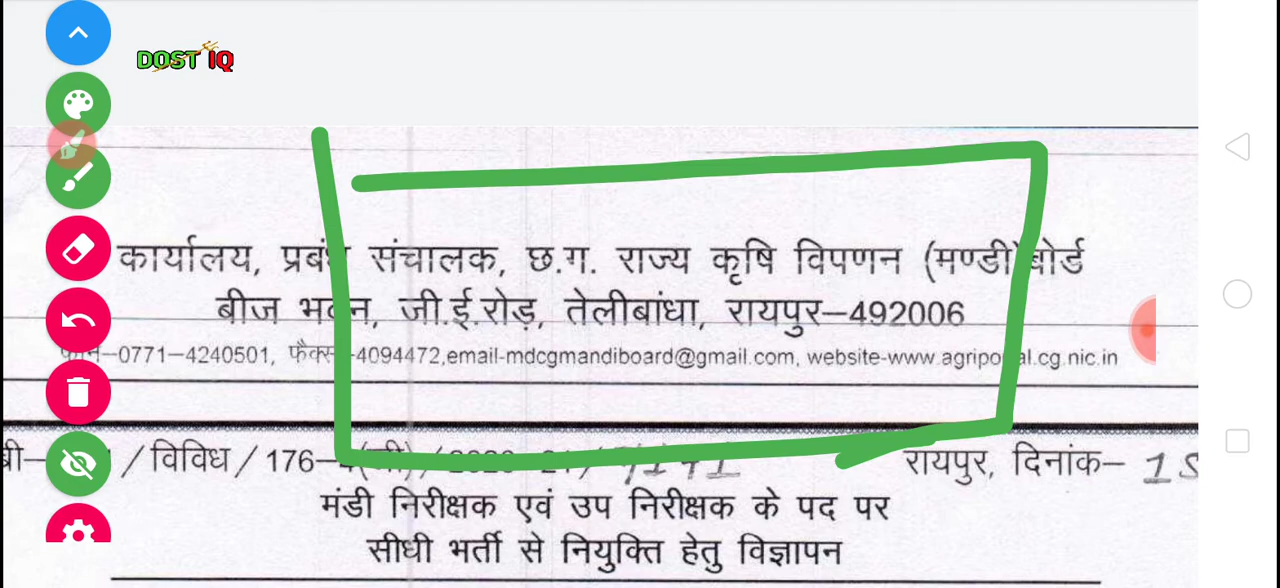 DOST IQ
कार्यालय, प्रबंध संचालक, छ.ग. राज्य कृषि विपणन (मण्डी) बोर्ड
बीज भवन, जी.ई.रोड़, तेलीबांधा, रायपुर–492006
फोन–0771–4240501, फैक्स–4094472,email-mdcgmandiboard@gmail.com, website-www.agriportal.cg.nic.in
/ विविध / 176– रायपुर, दिनांक–
मंडी निरीक्षक एवं उप निरीक्षक के पद पर
सीधी भर्ती से नियुक्ति हेतु विज्ञापन